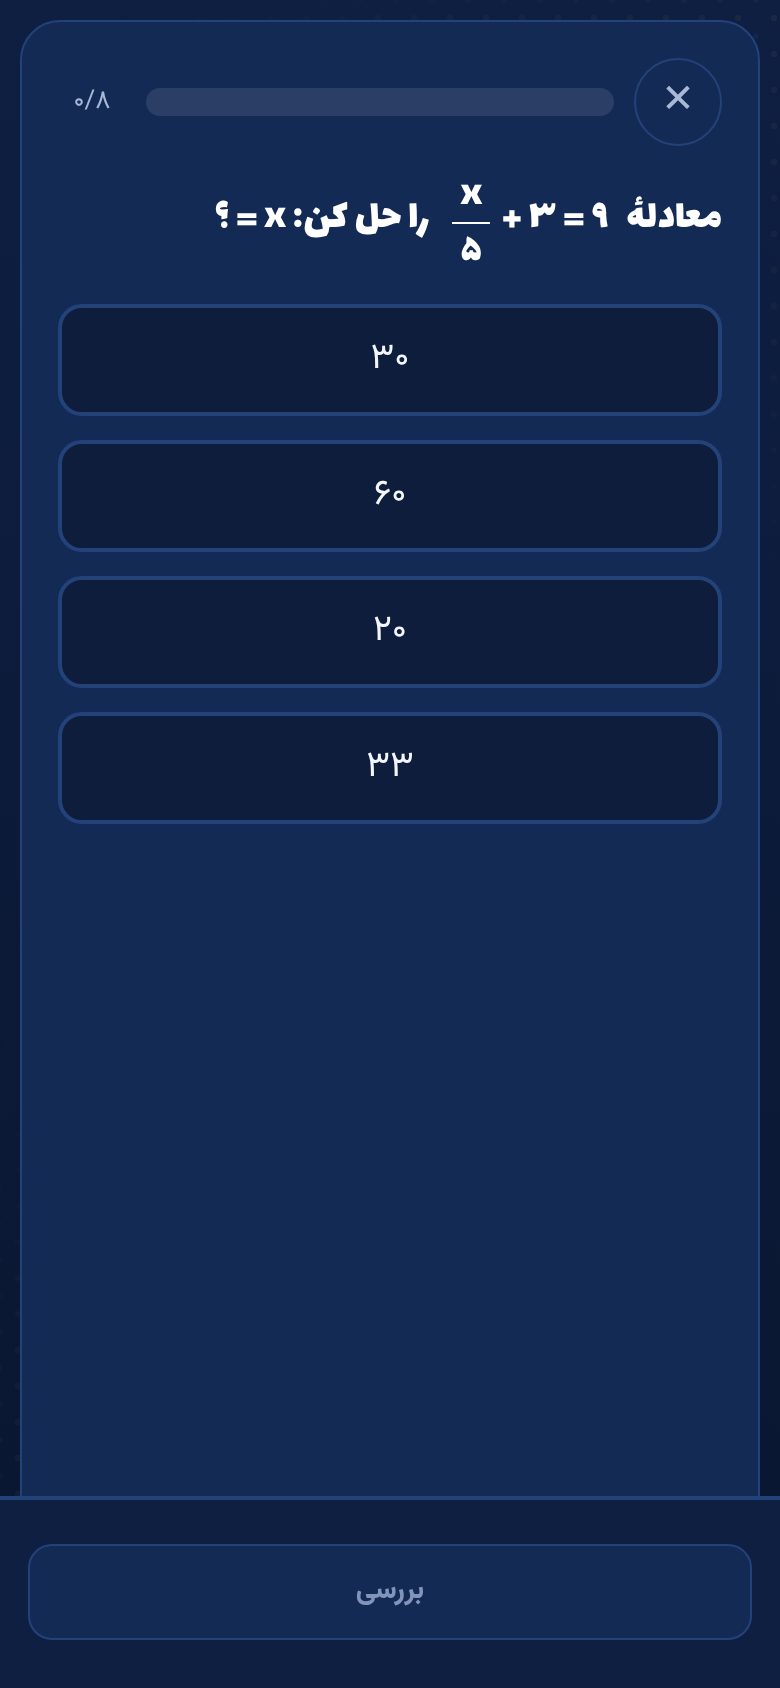 ۰/۸
معادلهٔ x/۵ + ۳ = ۹ را حل کن: x = ؟
۳۰
۶۰
۲۰
۳۳
بررسی